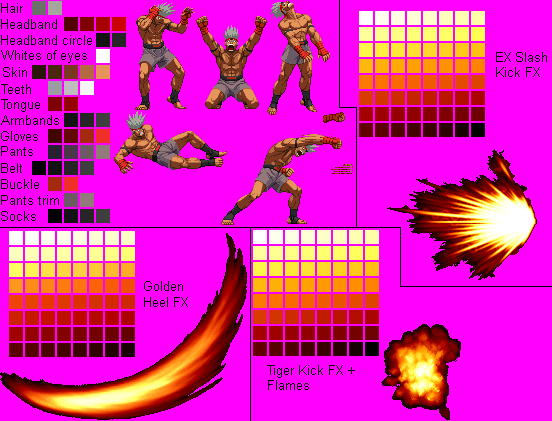 Hair
Headband
Headband circle
Whites of eyes
Skin
Teeth
Tongue
Armbands
Gloves
Pants
Belt
Buckle
Pants trim
Socks
EX Slash
Kick FX
Golden
Heel FX
Tiger Kick FX +
Flames